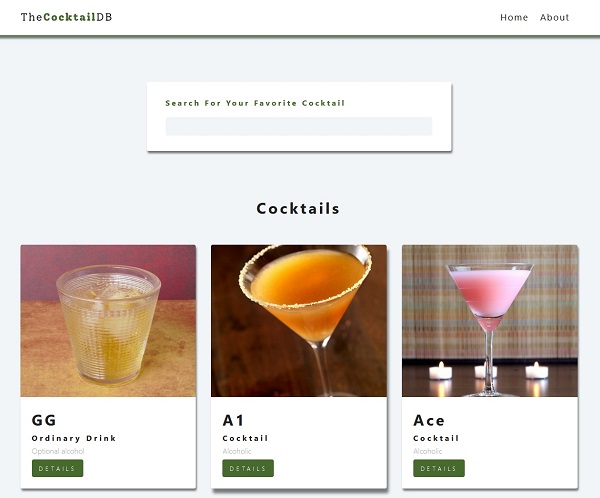 TheCocktailDB
Home About
Search For Your Favorite Cocktail
Cocktails
GG
Ordinary Drink
Optional alcohol
DETAILS
A1
Cocktail
Alcoholic
DETAILS
Ace
Cocktail
Alcoholic
DETAILS